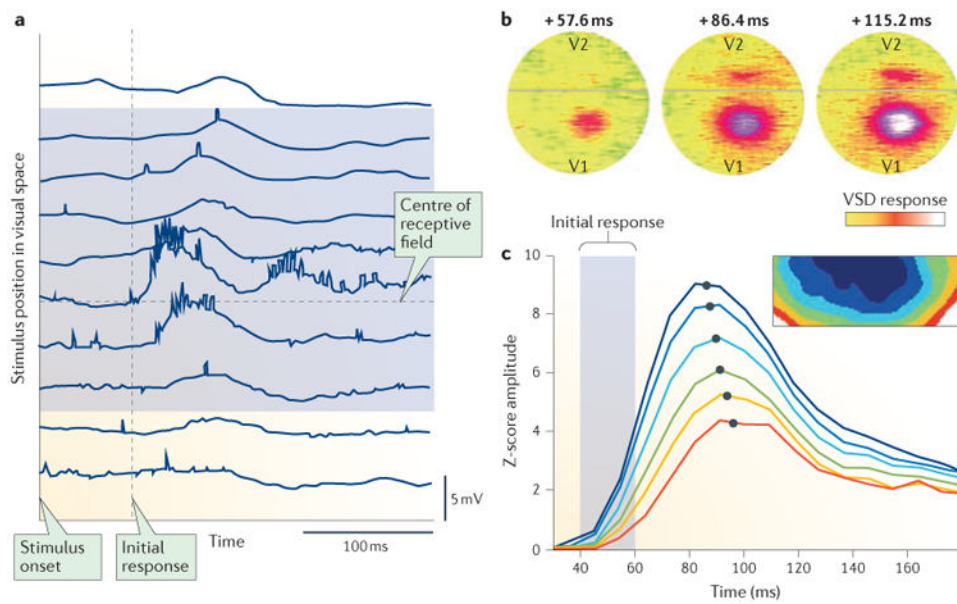 a
Stimulus position in visual space
Centre of
receptive
field
5 mV
Stimulus
onset
Initial
response
Time
100 ms
b
+57.6 ms
+86.4 ms
+115.2 ms
V2
V2
V2
V1
V1
V1
VSD response
Initial response
c
10
8
6
4
2
0
Z-score amplitude
40
60
80
100
120
140
160
Time (ms)